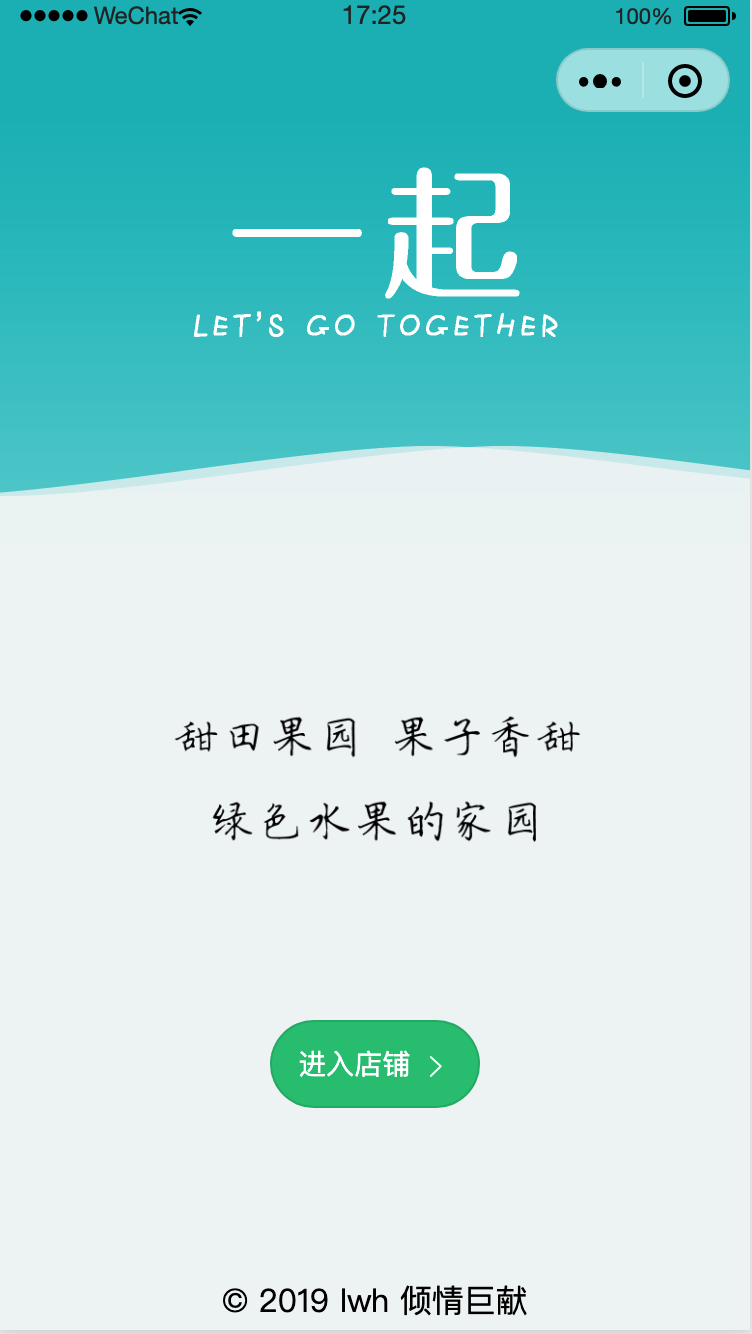 WeChat 17:25 100%
一起
LET'S GO TOGETHER
甜田果园 果子香甜
绿色水果的家园
进入店铺 >
© 2019 lwh 倾情巨献